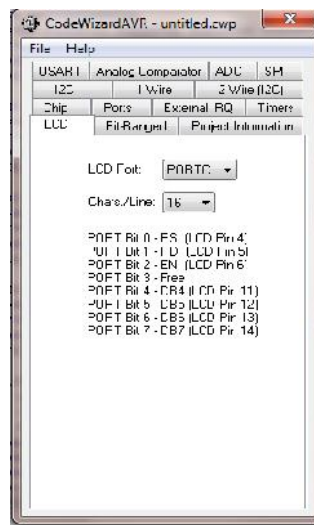 CodeWizardAVR - untitled.cwp
File Help
USART Analog Comparator ADC SPI
I2C 1 Wire 2 Wire (I2C)
Chip Ports External IRQ Timers
LCD Bit-Banged Project Information
LCD Port: PORTC
Chars./Line: 16
PORT Bit 0 - RS (LCD Pin 4)
PORT Bit 1 - RD (LCD Pin 5)
PORT Bit 2 - EN (LCD Pin 6)
PORT Bit 3 - Free
PORT Bit 4 - DB4 (LCD Pin 11)
PORT Bit 5 - DB5 (LCD Pin 12)
PORT Bit 6 - DB6 (LCD Pin 13)
PORT Bit 7 - DB7 (LCD Pin 14)